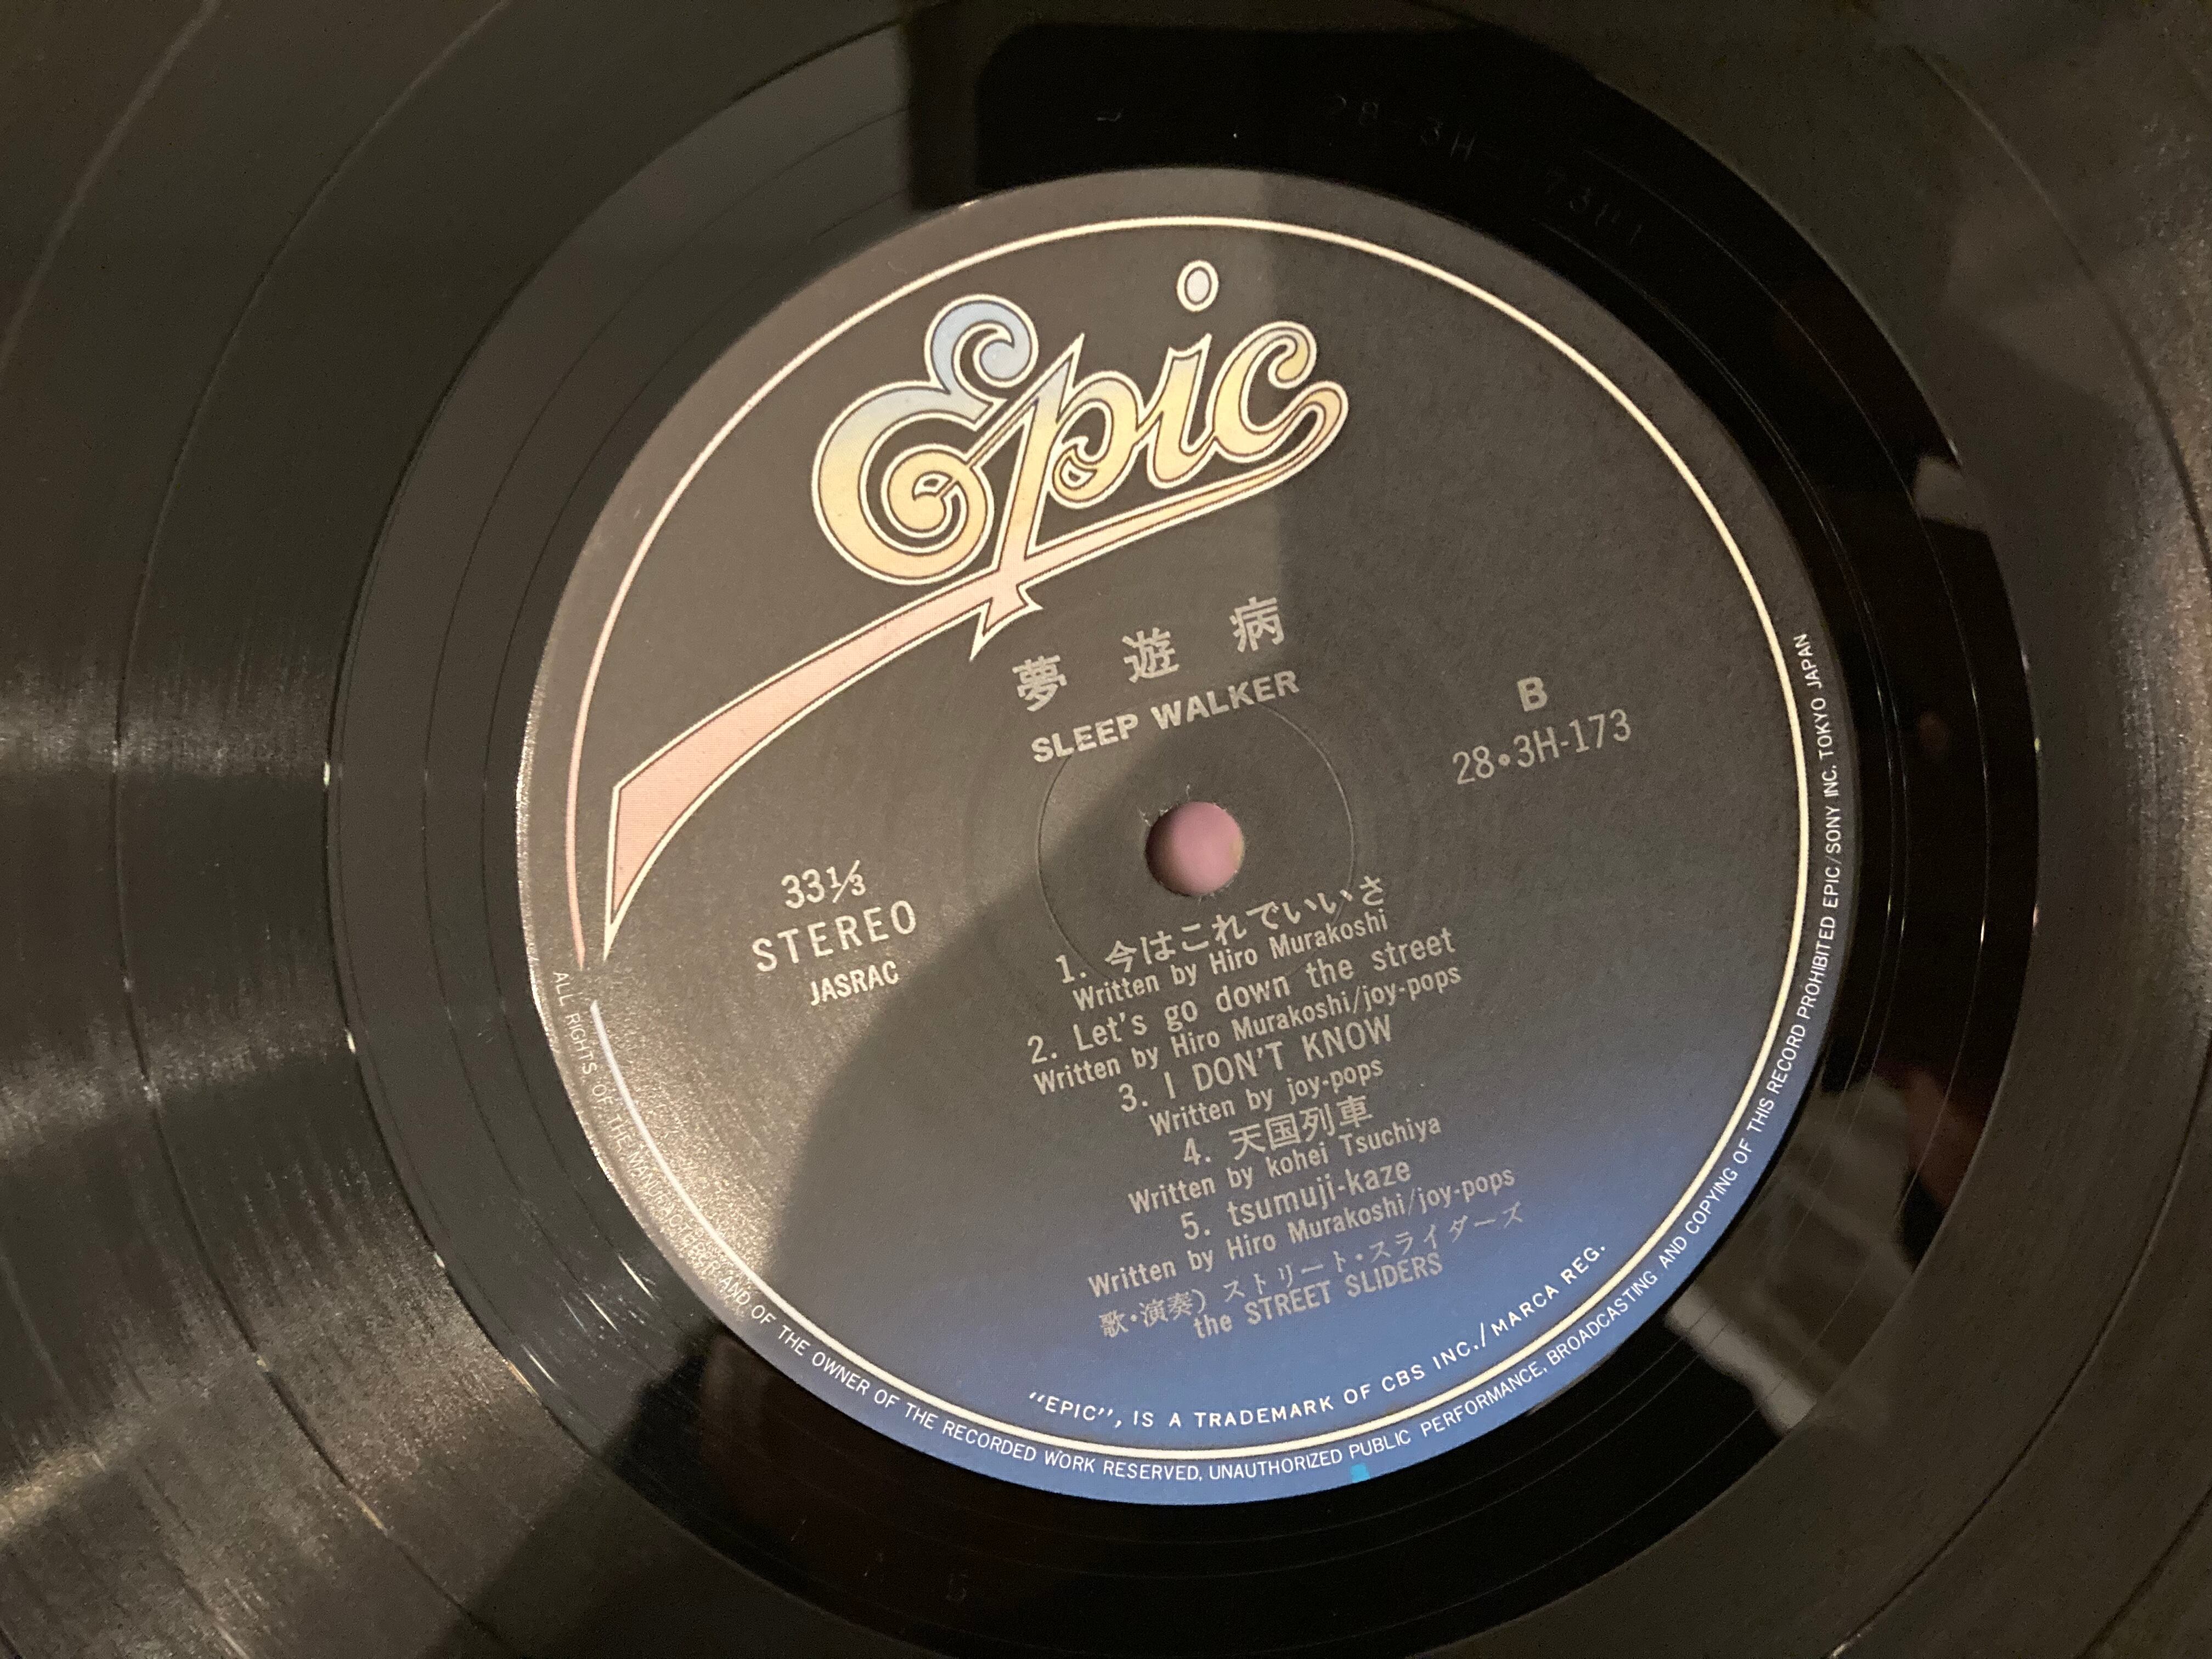 Epic
夢遊病
SLEEP WALKER
B
28•3H-173
33⅓
STEREO
JASRAC
1. 今はこれでいいさ
Written by Hiro Murakoshi
2. Let's go down the street
Written by Hiro Murakoshi/joy-pops
3. I DON'T KNOW
Written by joy-pops
4. 天国列車
Written by kohei Tsuchiya
5. tsumuji-kaze
Written by Hiro Murakoshi/joy-pops
歌・演奏）ストリート・スライダーズ
the STREET SLIDERS
“EPIC”, IS A TRADEMARK OF CBS INC./MARCA REG.
ALL RIGHTS OF THE MANUFACTURER AND OF THE OWNER OF THE RECORDED WORK RESERVED, UNAUTHORIZED PUBLIC PERFORMANCE, BROADCASTING AND COPYING OF THIS RECORD PROHIBITED EPIC/SONY INC. TOKYO JAPAN